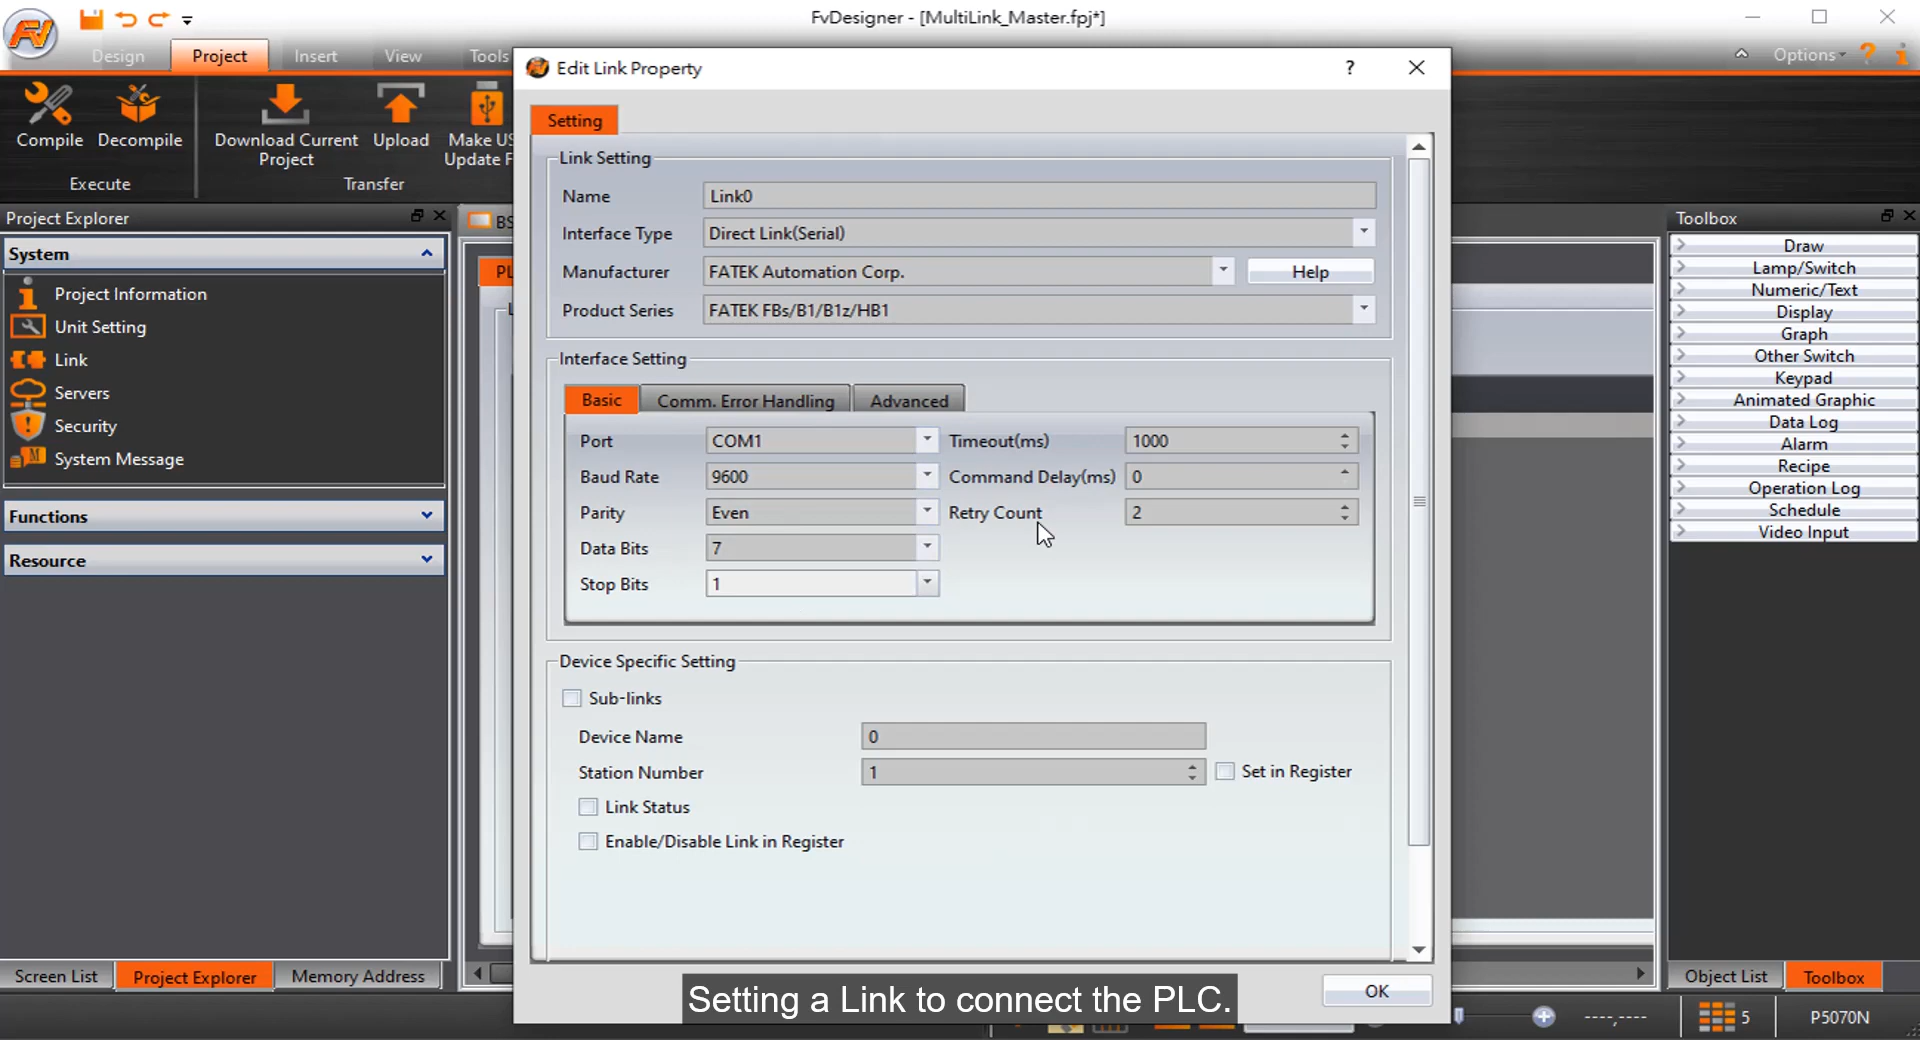 FvDesigner - [MultiLink_Master.fpj*]
Design
Project
Insert
View
Tools
Options
Compile
Decompile
Download Current
Project
Upload
Make US
Update F
Execute
Transfer
Project Explorer
System
Project Information
Unit Setting
Link
Servers
Security
System Message
Functions
Resource
Screen List
Project Explorer
Memory Address
BS
PL
Edit Link Property
?
Setting
Link Setting
Name
Link0
Interface Type
Direct Link(Serial)
Manufacturer
FATEK Automation Corp.
Help
Product Series
FATEK FBs/B1/B1z/HB1
Interface Setting
Basic
Comm. Error Handling
Advanced
Port
COM1
Timeout(ms)
1000
Baud Rate
9600
Command Delay(ms)
0
Parity
Even
Retry Count
2
Data Bits
7
Stop Bits
1
Device Specific Setting
Sub-links
Device Name
0
Station Number
1
Set in Register
Link Status
Enable/Disable Link in Register
OK
Setting a Link to connect the PLC.
Toolbox
Draw
Lamp/Switch
Numeric/Text
Display
Graph
Other Switch
Keypad
Animated Graphic
Data Log
Alarm
Recipe
Operation Log
Schedule
Video Input
Object List
Toolbox
----,----
5
P5070N